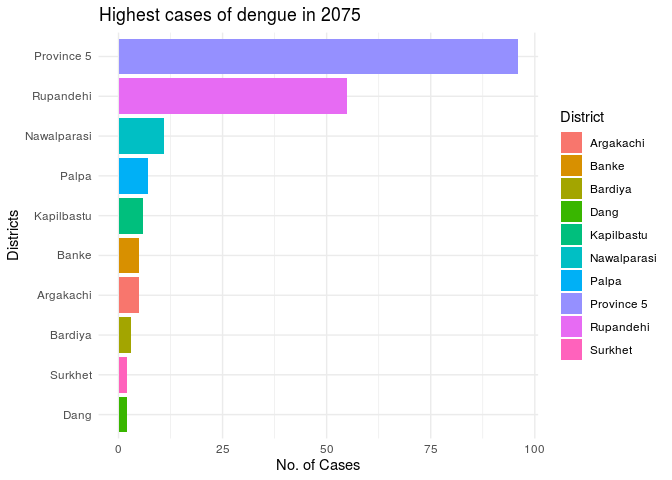 Highest cases of dengue in 2075
Province 5
Rupandehi
Nawalparasi
Palpa
Kapilbastu
Banke
Argakachi
Bardiya
Surkhet
Dang
Districts
0 25 50 75 100
No. of Cases
District
Argakachi
Banke
Bardiya
Dang
Kapilbastu
Nawalparasi
Palpa
Province 5
Rupandehi
Surkhet